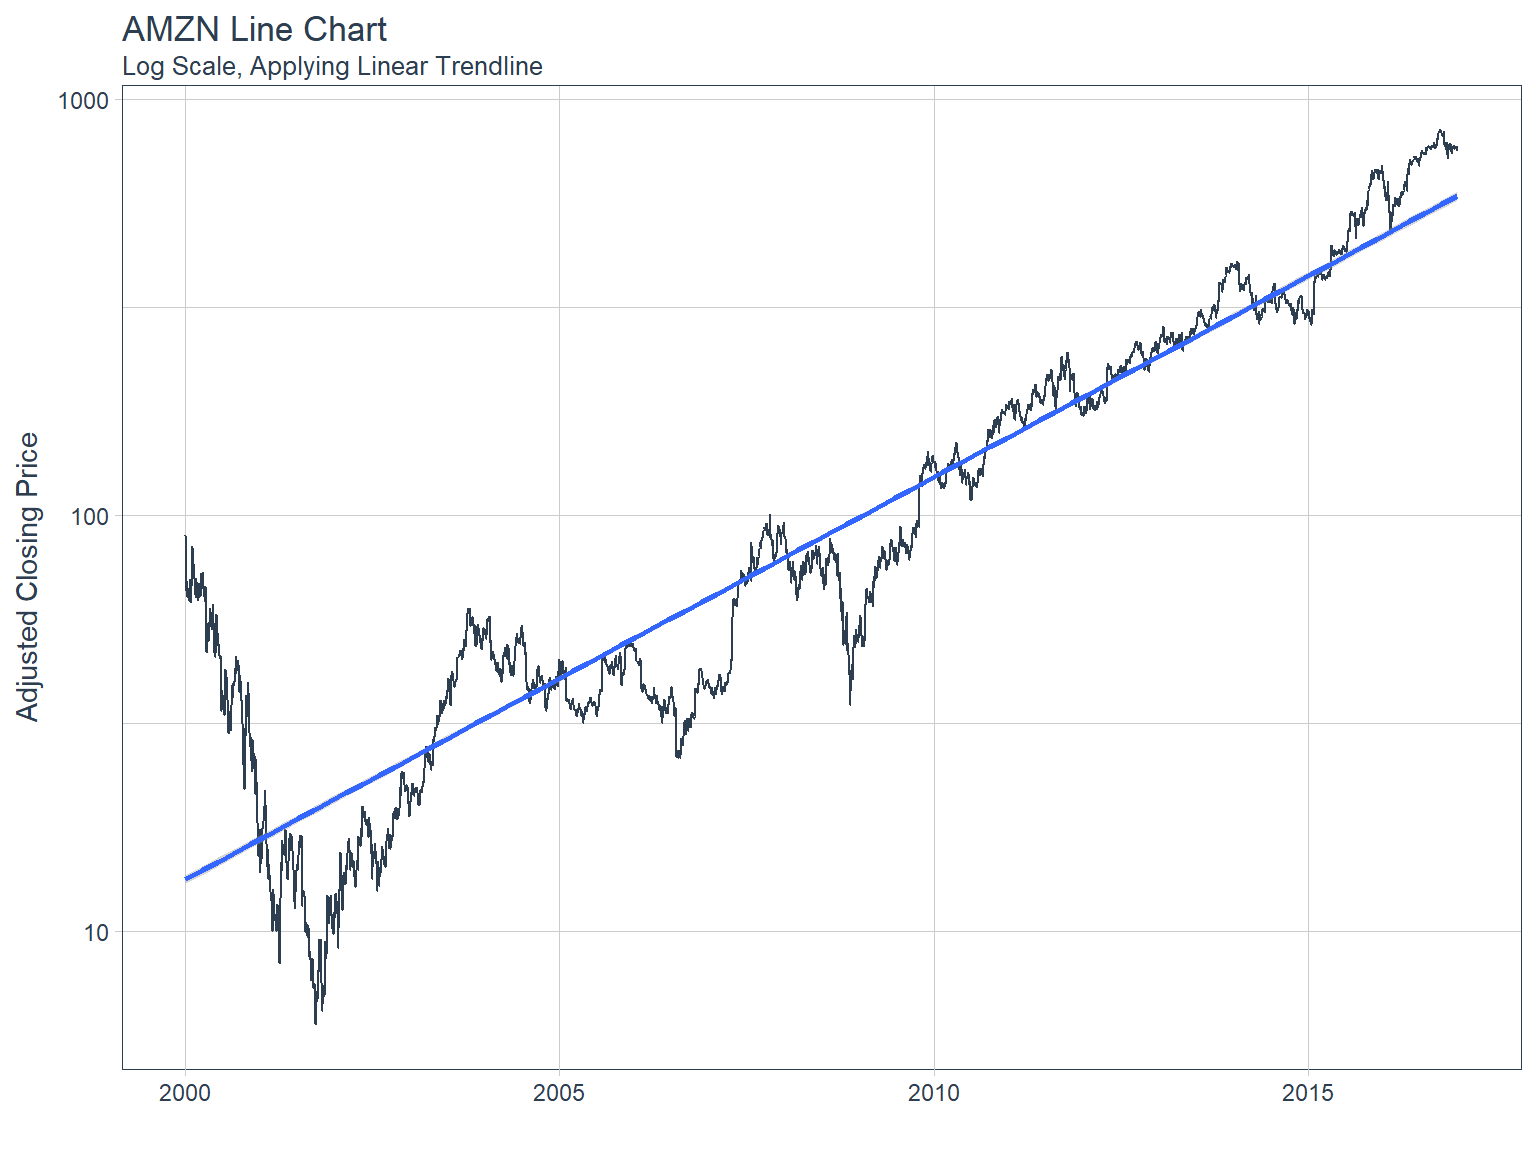 AMZN Line Chart
Log Scale, Applying Linear Trendline
1000
100
10
Adjusted Closing Price
2000 2005 2010 2015